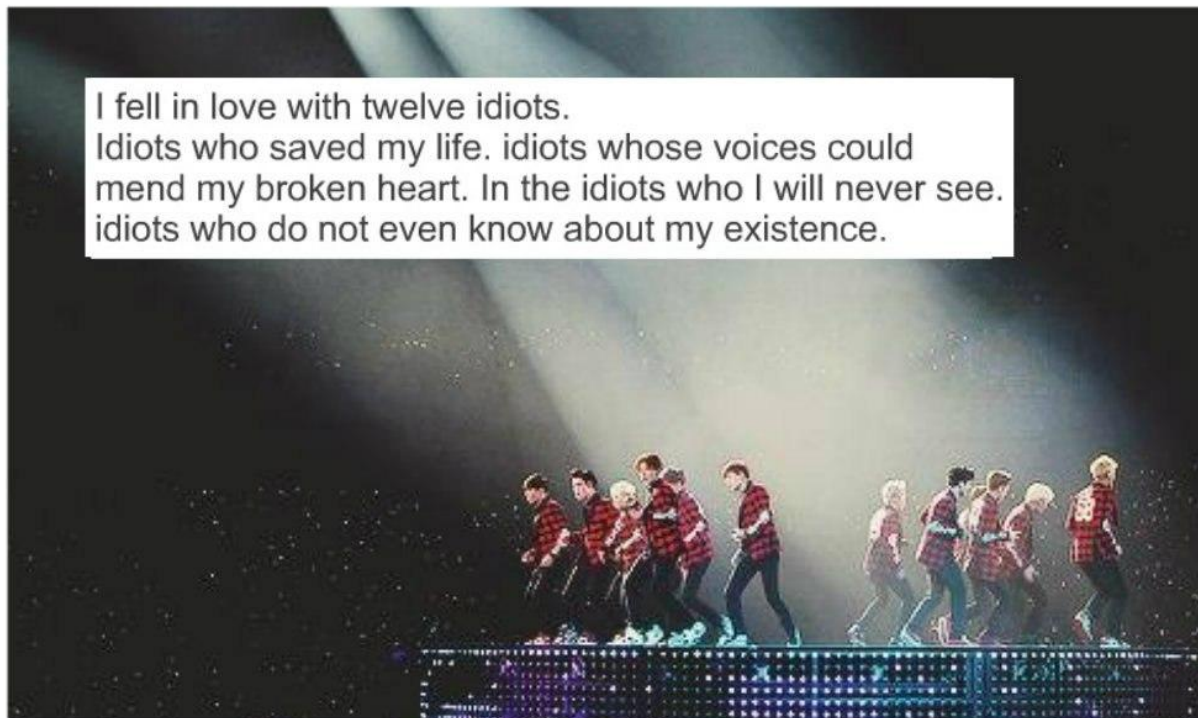 I fell in love with twelve idiots.
Idiots who saved my life. idiots whose voices could
mend my broken heart. In the idiots who I will never see.
idiots who do not even know about my existence.